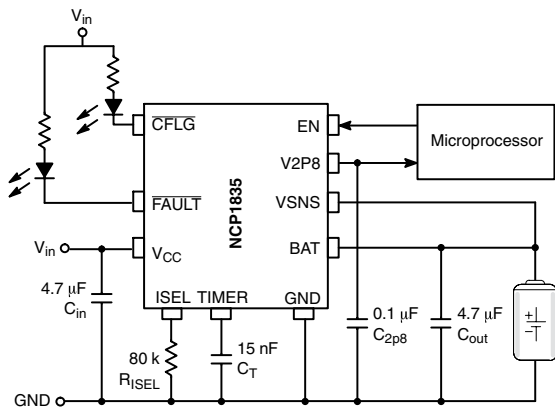 Vin
CFLG
FAULT
Vin
VCC
4.7 µF
Cin
ISEL
TIMER
GND
NCP1835
EN
V2P8
VSNS
BAT
Microprocessor
80 k
RISEL
15 nF
CT
0.1 µF
C2p8
4.7 µF
Cout
+
−
GND